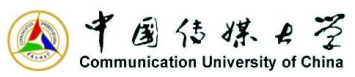 中国传媒大学
Communication University of China